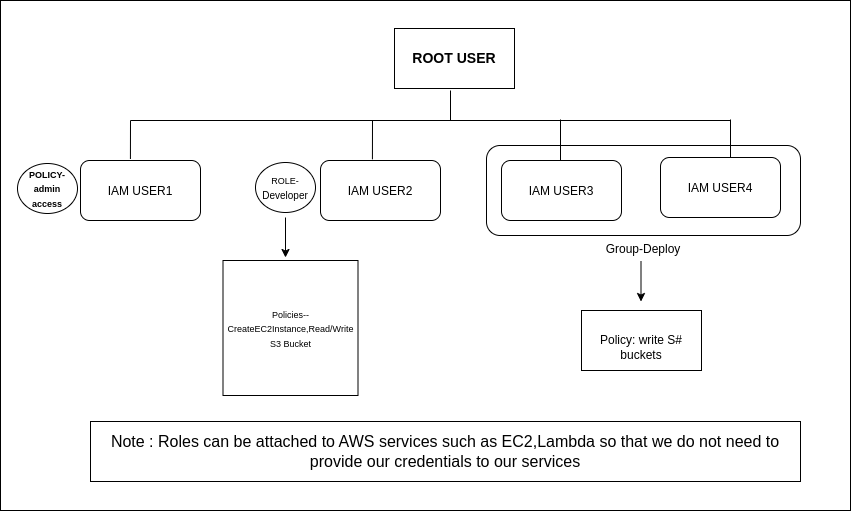 ROOT USER
POLICY-
admin
access
IAM USER1
ROLE-
Developer
IAM USER2
IAM USER3
IAM USER4
Group-Deploy
Policies--
CreateEC2Instance,Read/Write
S3 Bucket
Policy: write S#
buckets
Note : Roles can be attached to AWS services such as EC2,Lambda so that we do not need to
provide our credentials to our services